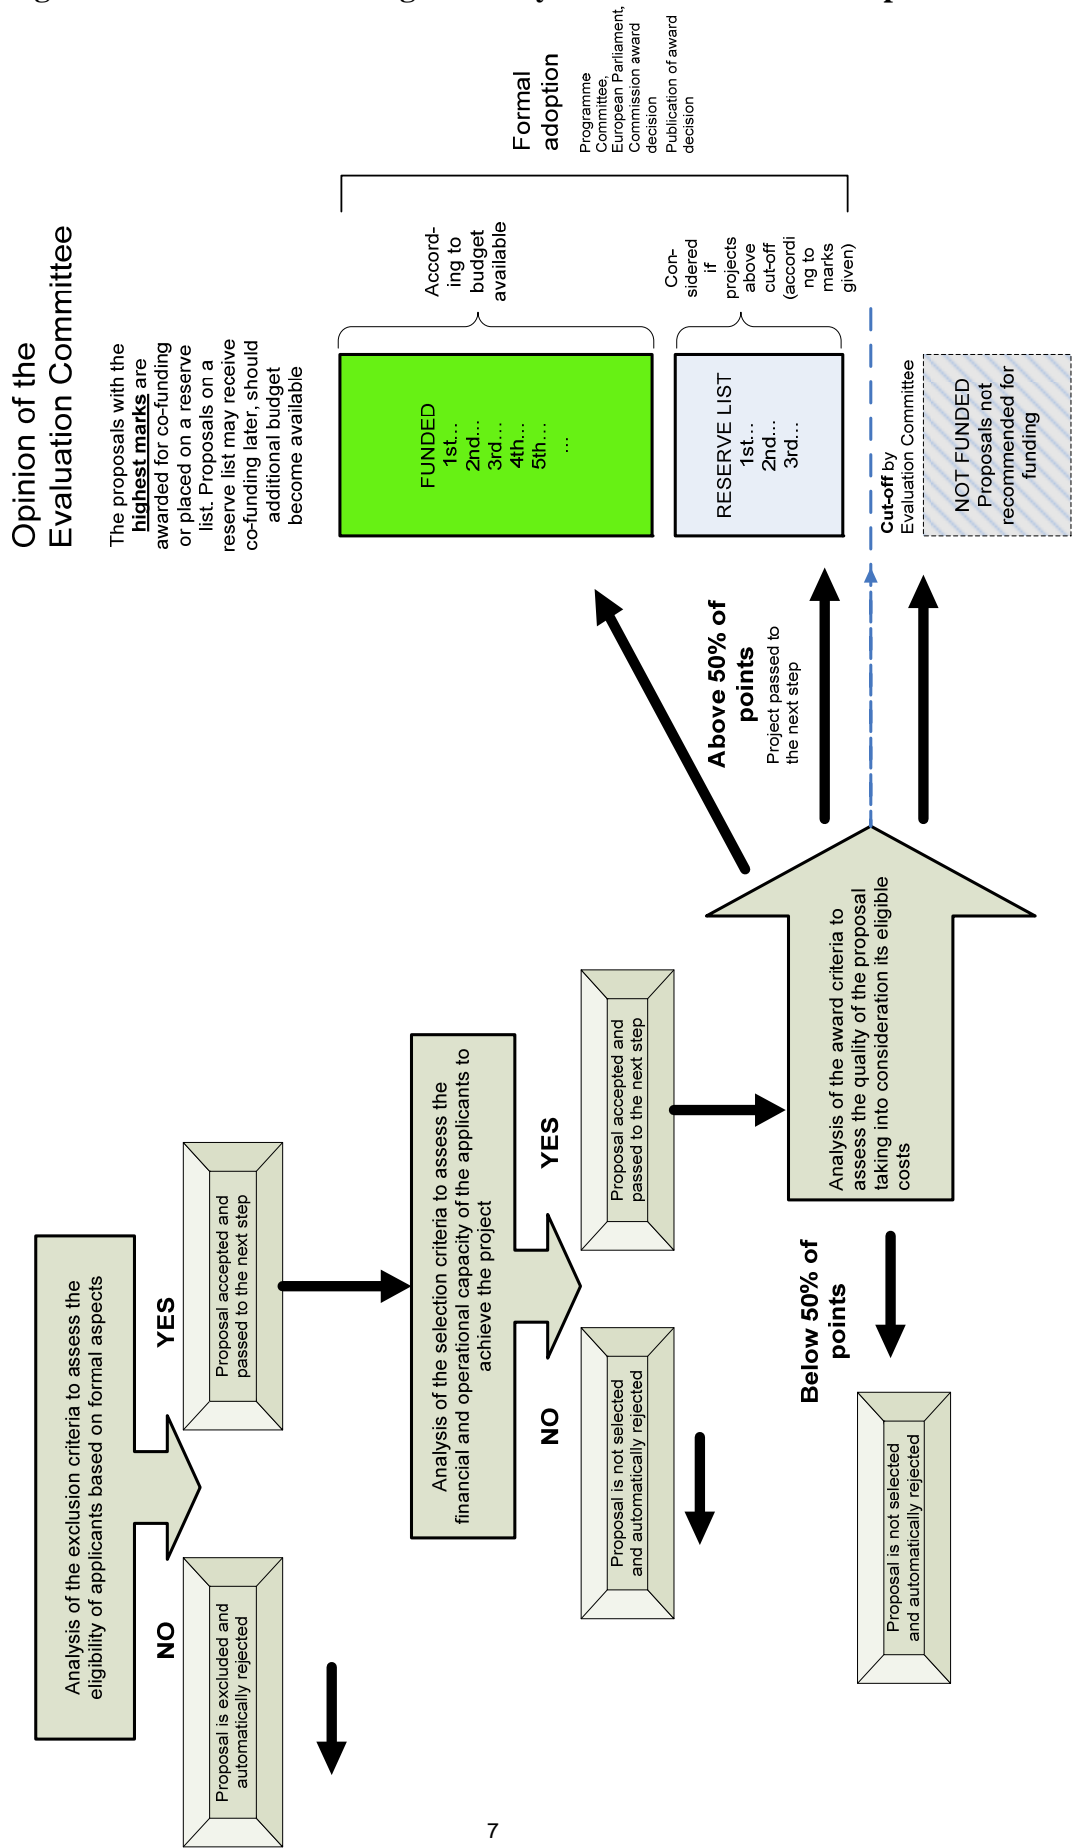 Analysis of the exclusion criteria to assess the
eligibility of applicants based on formal aspects
NO
YES
Proposal is excluded and
automatically rejected
Proposal accepted and
passed to the next step
Analysis of the selection criteria to assess the
financial and operational capacity of the applicants to
achieve the project
NO
YES
Proposal is not selected
and automatically rejected
Proposal accepted and
passed to the next step
Below 50% of
points
Proposal is not selected
and automatically rejected
Analysis of the award criteria to
assess the quality of the proposal
taking into consideration its eligible
costs
Above 50% of
points
Project passed to
the next step
Opinion of the
Evaluation Committee
The proposals with the
highest marks are
awarded for co-funding
or placed on a reserve
list. Proposals on a
reserve list may receive
co-funding later, should
additional budget
become available
FUNDED
1st…
2nd…
3rd…
4th…
5th…
…
Accord-
ing to
budget
available
RESERVE LIST
1st…
2nd…
3rd…
Con-
sidered
if
projects
above
cut-off
(accordi
ng to
marks
given)
Cut-off by
Evaluation Committee
NOT FUNDED
Proposals not
recommended for
funding
Formal
adoption
Programme
Committee,
European Parliament,
Commission award
decision
Publication of award
decision
7